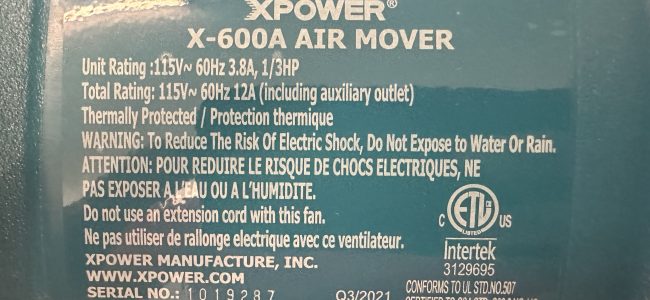 XPOWER®
X-600A AIR MOVER
Unit Rating :115V~ 60Hz 3.8A, 1/3HP
Total Rating: 115V~ 60Hz 12A (including auxiliary outlet)
Thermally Protected / Protection thermique
WARNING: To Reduce The Risk Of Electric Shock, Do Not Expose to Water Or Rain.
ATTENTION: POUR REDUIRE LE RISQUE DE CHOCS ELECTRIQUES, NE
PAS EXPOSER A L'EAU OU A L'HUMIDITE.
Do not use an extension cord with this fan.
Ne pas utiliser de rallonge electrique avec ce ventilateur.
XPOWER MANUFACTURE, INC.
WWW.XPOWER.COM
SERIAL NO.: 1019287 Q3/2021
C ETL US
LISTED
Intertek
3129695
CONFORMS TO UL STD.NO.507